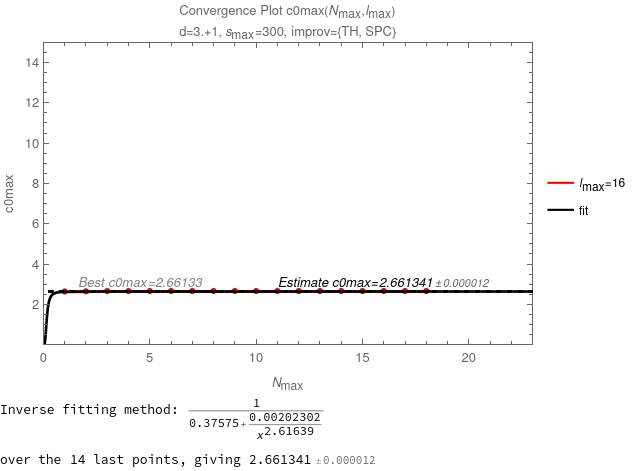 Convergence Plot c0max(Nmax,lmax)
d=3.+1, smax=300, improv={TH, SPC}
14
12
10
8
6
4
2
c0max
Best c0max=2.66133
Estimate c0max=2.661341±0.000012
lmax=16
fit
0 5 10 15 20
Nmax
Inverse fitting method: 1
0.37575+0.00202302
x2.61639
over the 14 last points, giving 2.661341 ±0.000012